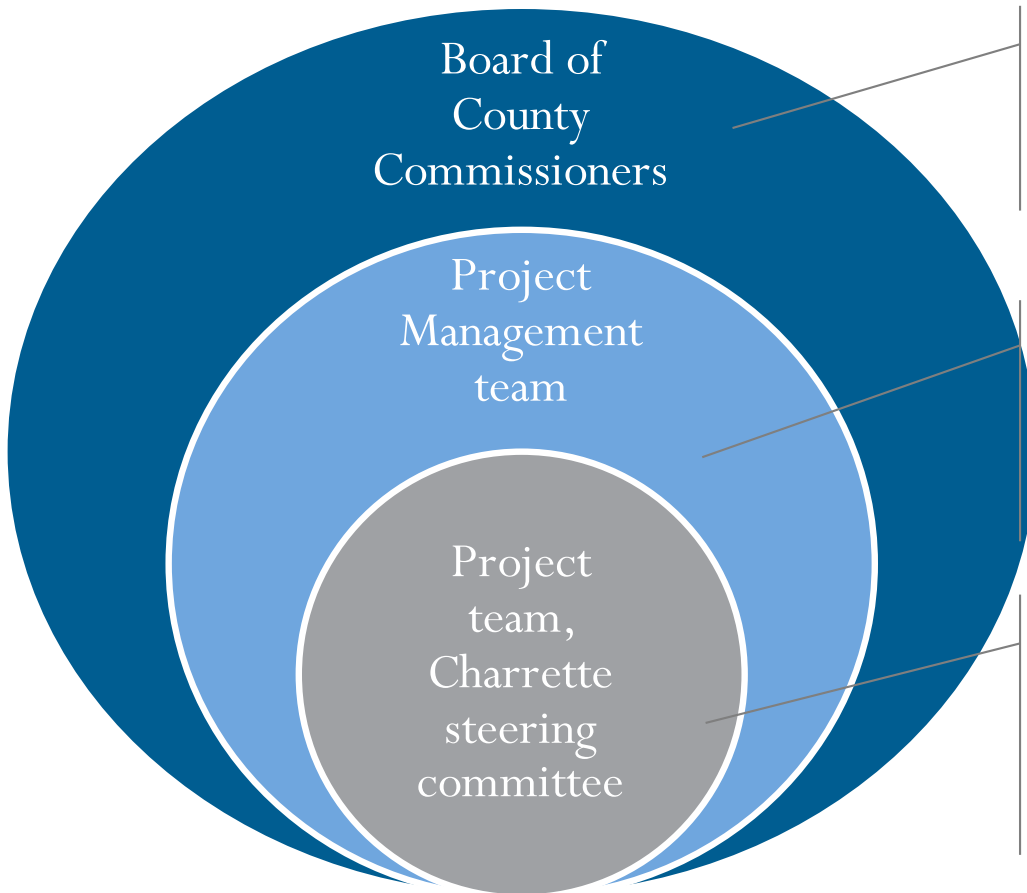 Board of
County
Commissioners
Project
Management
team
Project
team,
Charrette
steering
committee